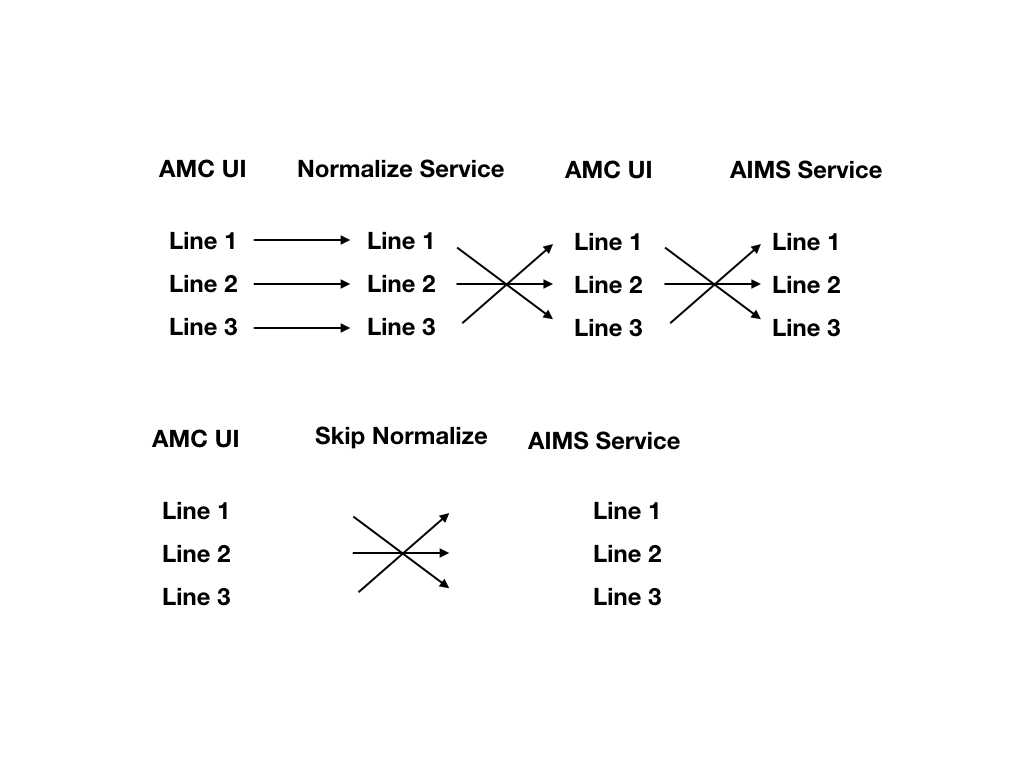 AMC UI Normalize Service AMC UI AIMS Service
Line 1 Line 1 Line 1 Line 1
Line 2 Line 2 Line 2 Line 2
Line 3 Line 3 Line 3 Line 3
AMC UI Skip Normalize AIMS Service
Line 1 Line 1
Line 2 Line 2
Line 3 Line 3